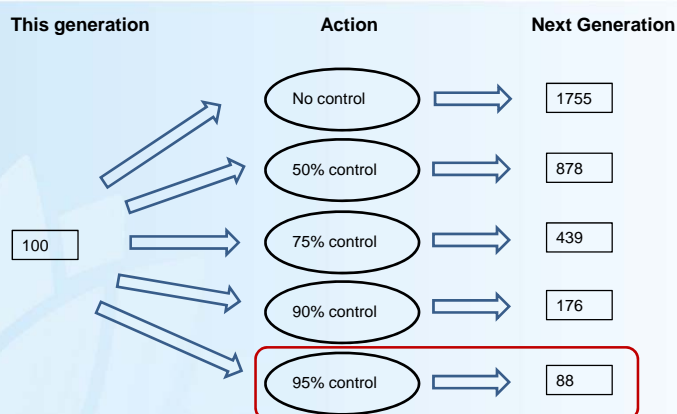 This generation Action Next Generation
No control 1755
50% control 878
100 75% control 439
90% control 176
95% control 88